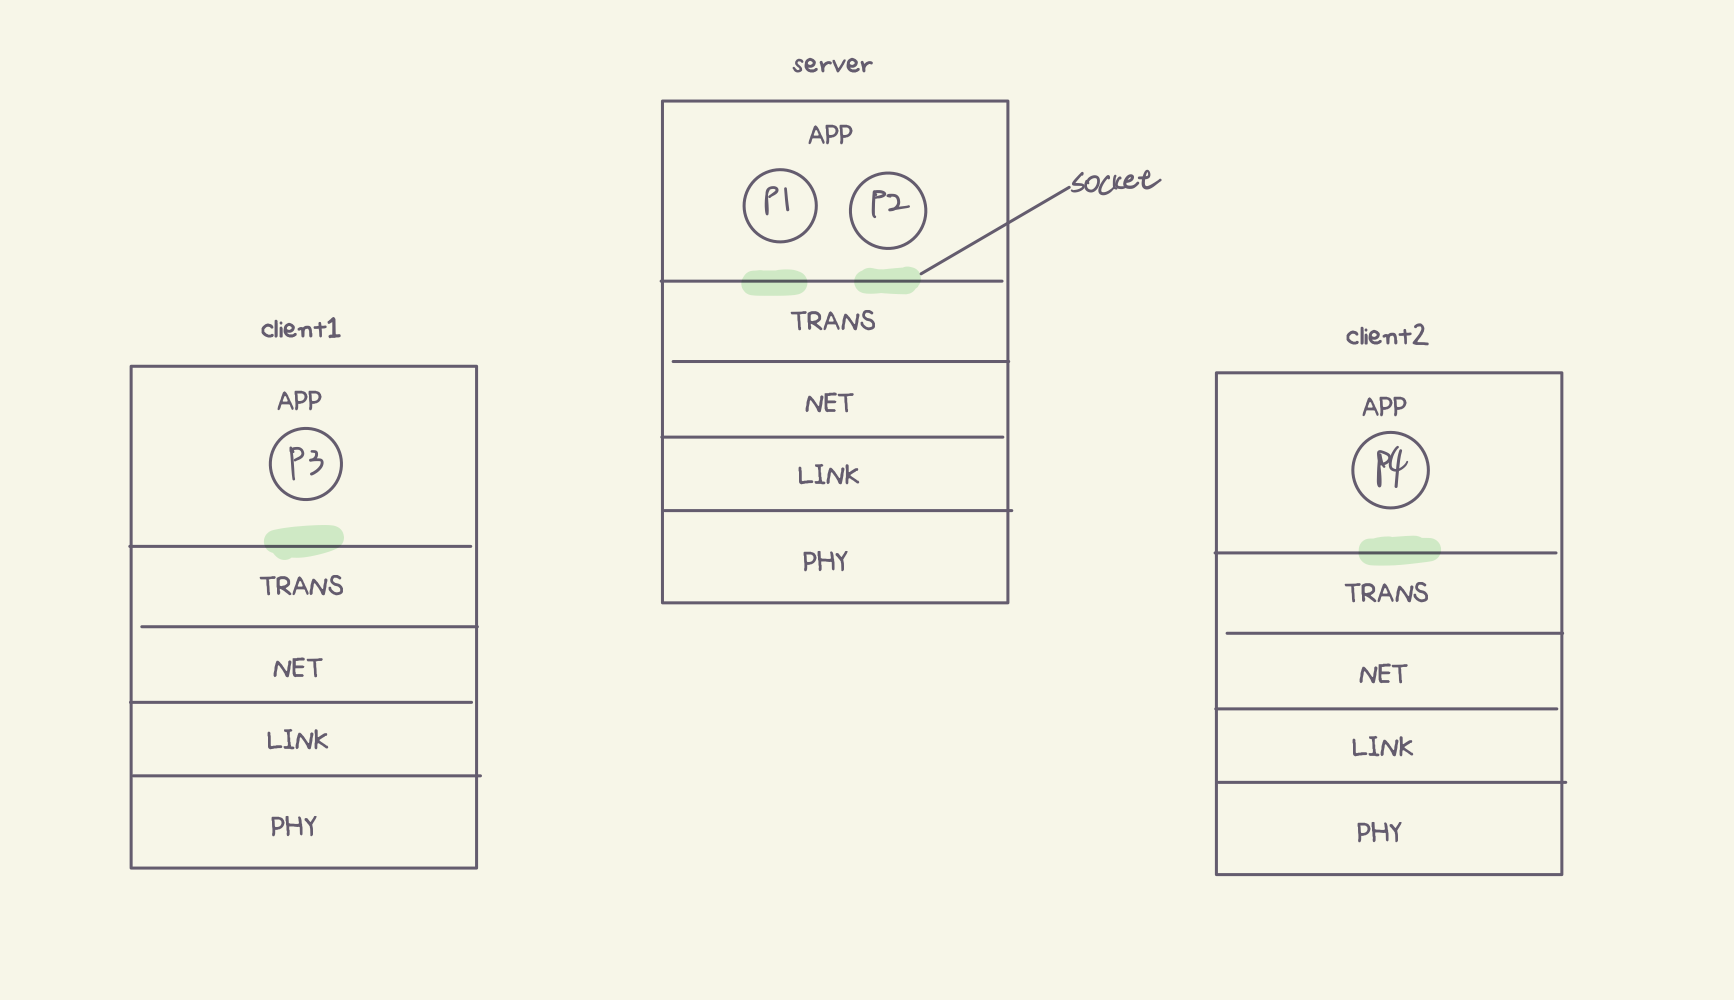 server
APP
P1 P2
socket
TRANS
NET
LINK
PHY
client1
APP
P3
TRANS
NET
LINK
PHY
client2
APP
P4
TRANS
NET
LINK
PHY